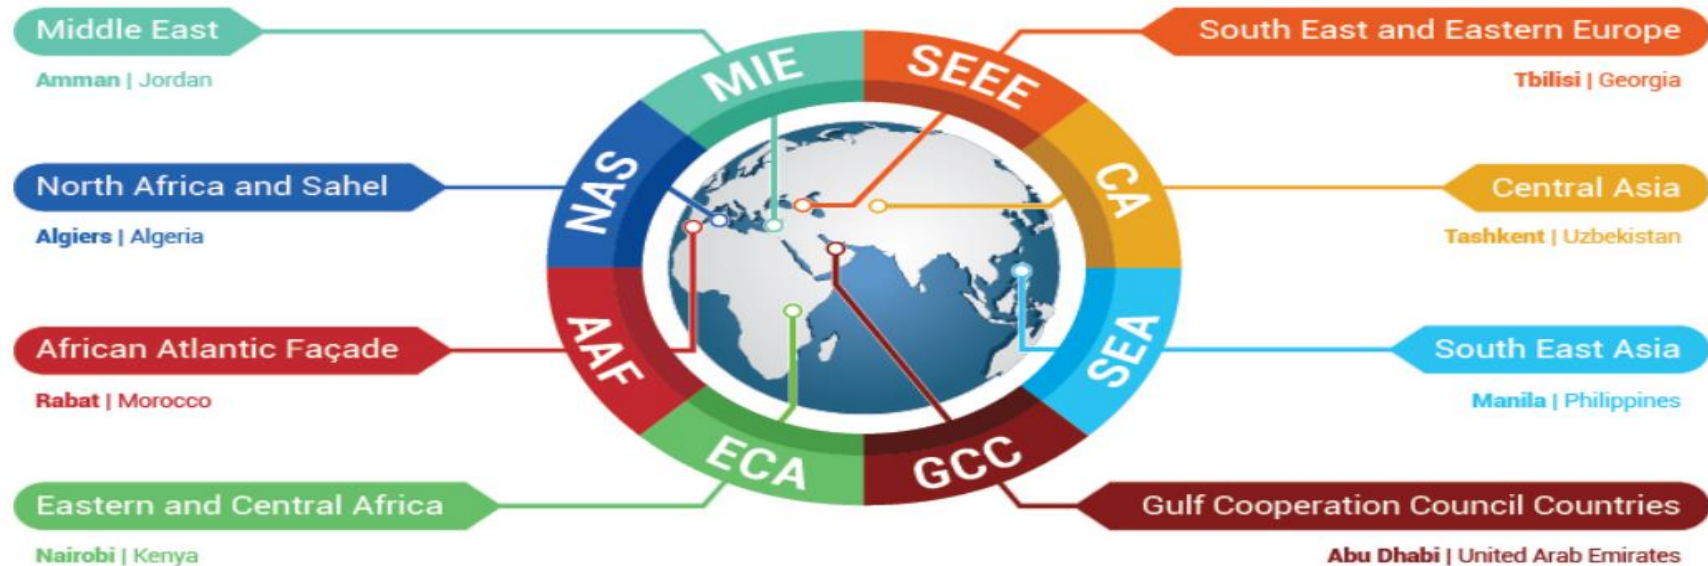 Middle East
Amman | Jordan
North Africa and Sahel
Algiers | Algeria
African Atlantic Façade
Rabat | Morocco
Eastern and Central Africa
Nairobi | Kenya
MIE
SEEE
NAS
CA
AAF
SEA
ECA
GCC
South East and Eastern Europe
Tbilisi | Georgia
Central Asia
Tashkent | Uzbekistan
South East Asia
Manila | Philippines
Gulf Cooperation Council Countries
Abu Dhabi | United Arab Emirates